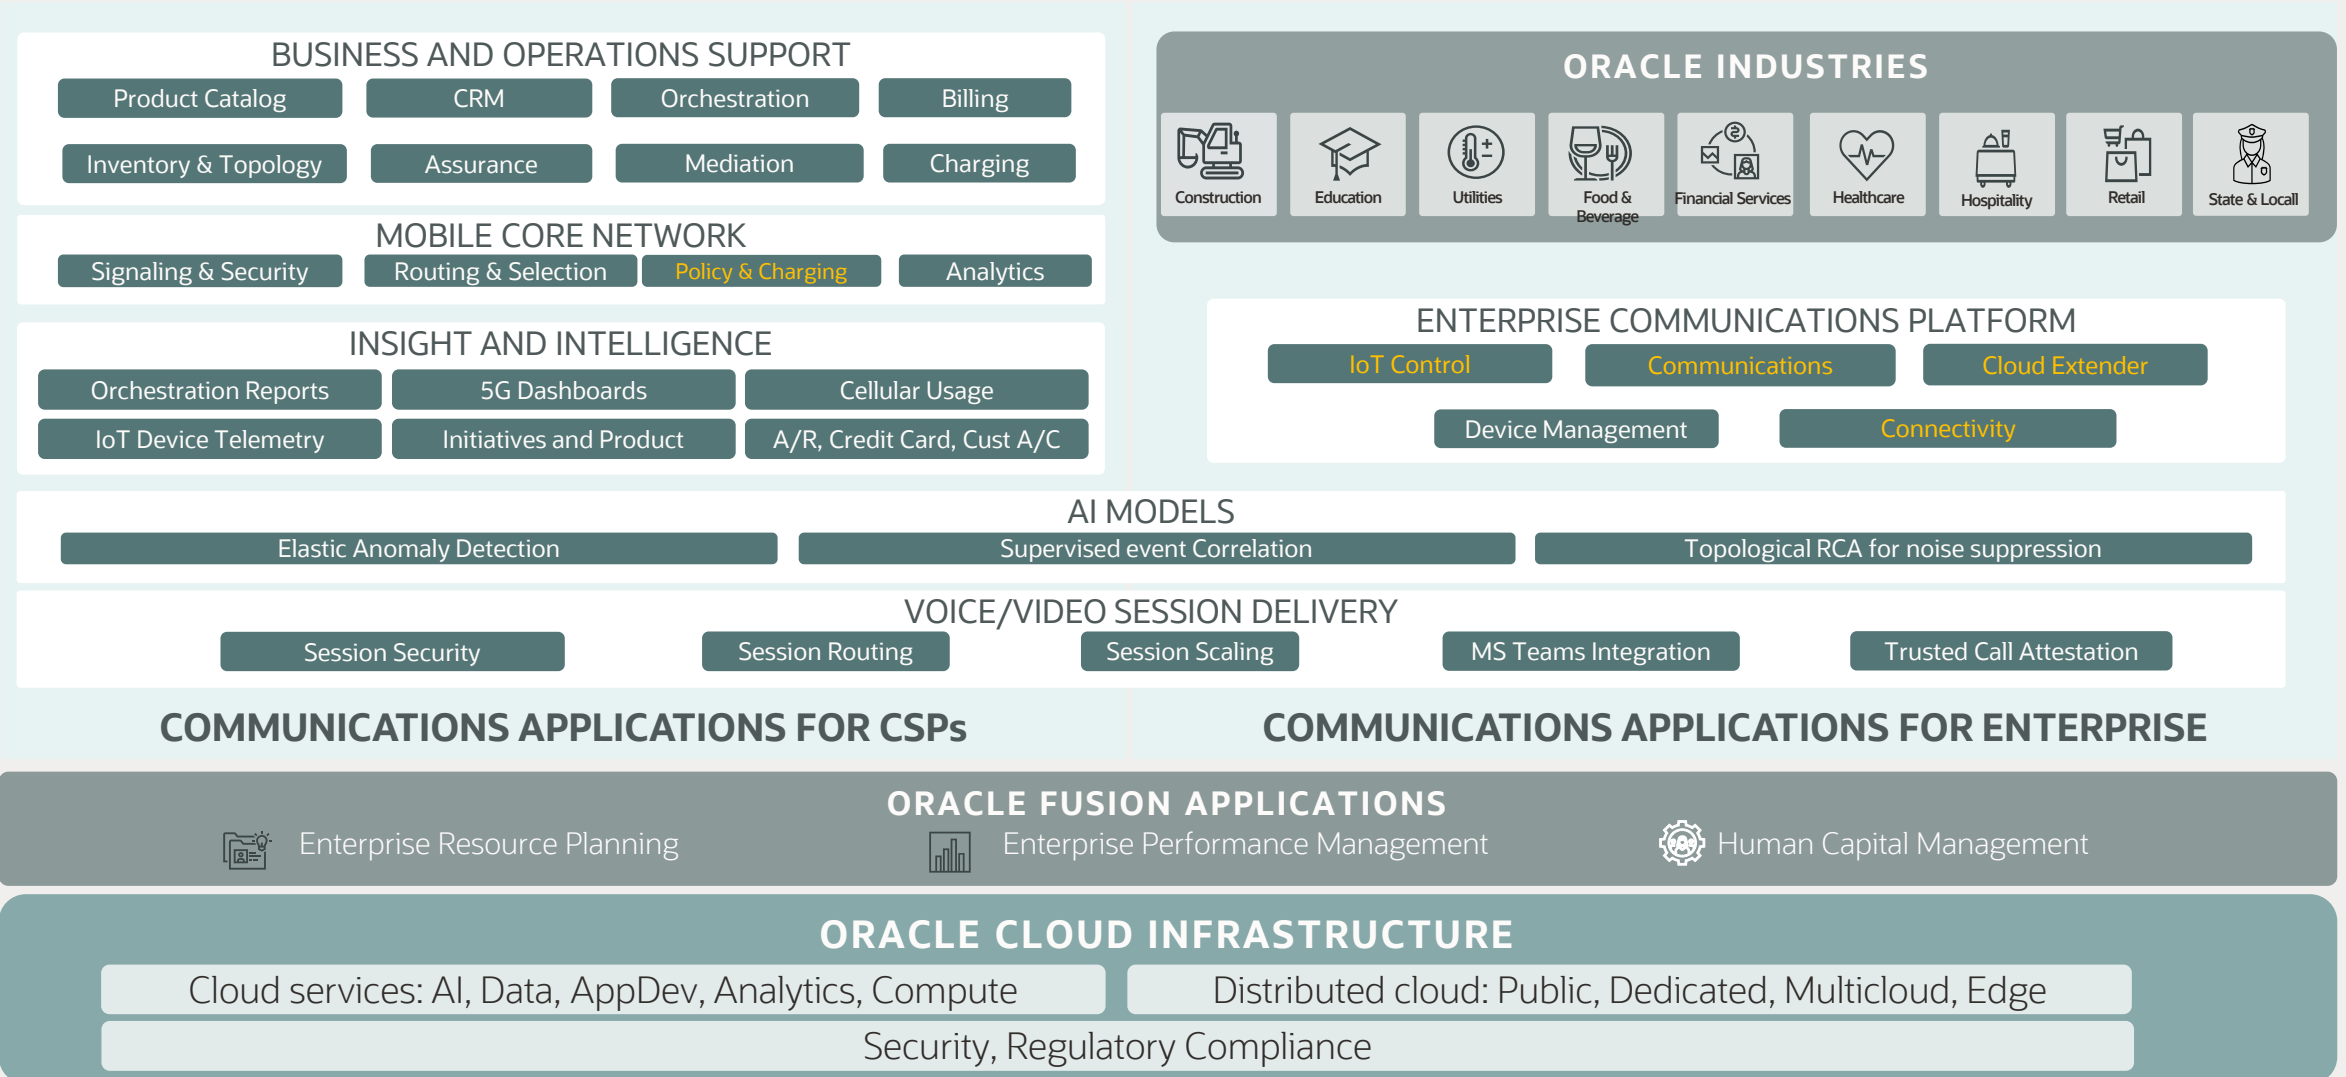 BUSINESS AND OPERATIONS SUPPORT
Product Catalog
CRM
Orchestration
Billing
Inventory & Topology
Assurance
Mediation
Charging
MOBILE CORE NETWORK
Signaling & Security
Routing & Selection
Policy & Charging
Analytics
INSIGHT AND INTELLIGENCE
Orchestration Reports
5G Dashboards
Cellular Usage
IoT Device Telemetry
Initiatives and Product
A/R, Credit Card, Cust A/C
ORACLE INDUSTRIES
Construction
Education
Utilities
Food &
Beverage
Financial Services
Healthcare
Hospitality
Retail
State & Locall
ENTERPRISE COMMUNICATIONS PLATFORM
IoT Control
Communications
Cloud Extender
Device Management
Connectivity
AI MODELS
Elastic Anomaly Detection
Supervised event Correlation
Topological RCA for noise suppression
VOICE/VIDEO SESSION DELIVERY
Session Security
Session Routing
Session Scaling
MS Teams Integration
Trusted Call Attestation
COMMUNICATIONS APPLICATIONS FOR CSPs
COMMUNICATIONS APPLICATIONS FOR ENTERPRISE
ORACLE FUSION APPLICATIONS
Enterprise Resource Planning
Enterprise Performance Management
Human Capital Management
ORACLE CLOUD INFRASTRUCTURE
Cloud services: AI, Data, AppDev, Analytics, Compute
Distributed cloud: Public, Dedicated, Multicloud, Edge
Security, Regulatory Compliance